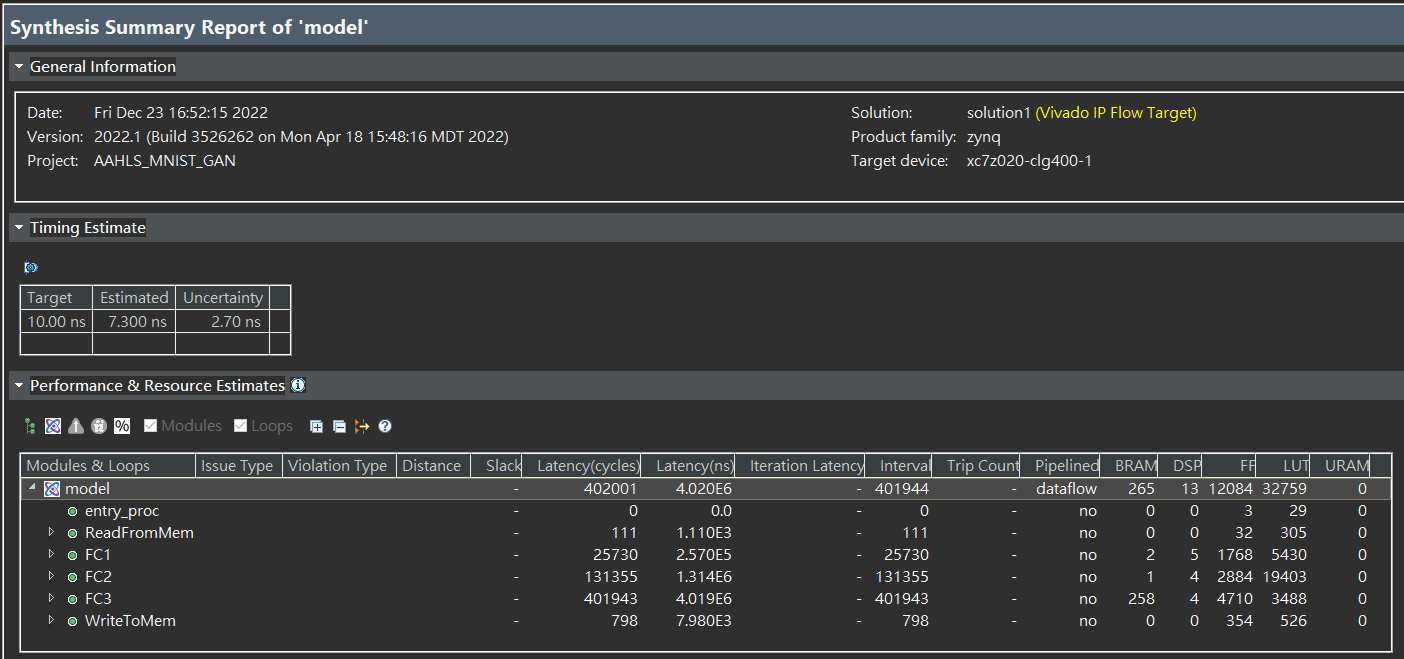 Synthesis Summary Report of 'model'
General Information
Date: Fri Dec 23 16:52:15 2022 Solution: solution1 (Vivado IP Flow Target)
Version: 2022.1 (Build 3526262 on Mon Apr 18 15:48:16 MDT 2022) Product family: zynq
Project: AAHLS_MNIST_GAN Target device: xc7z020-clg400-1
Timing Estimate
Target Estimated Uncertainty
10.00 ns 7.300 ns 2.70 ns
Performance & Resource Estimates
% Modules Loops
Modules & Loops Issue Type Violation Type Distance Slack Latency(cycles) Latency(ns) Iteration Latency Interval Trip Count Pipelined BRAM DSP FF LUT URAM
model - 402001 4.020E6 - 401944 - dataflow 265 13 12084 32759 0
entry_proc - 0 0.0 - 0 - no 0 0 3 29 0
ReadFromMem - 111 1.110E3 - 111 - no 0 0 32 305 0
FC1 - 25730 2.570E5 - 25730 - no 2 5 1768 5430 0
FC2 - 131355 1.314E6 - 131355 - no 1 4 2884 19403 0
FC3 - 401943 4.019E6 - 401943 - no 258 4 4710 3488 0
WriteToMem - 798 7.980E3 - 798 - no 0 0 354 526 0